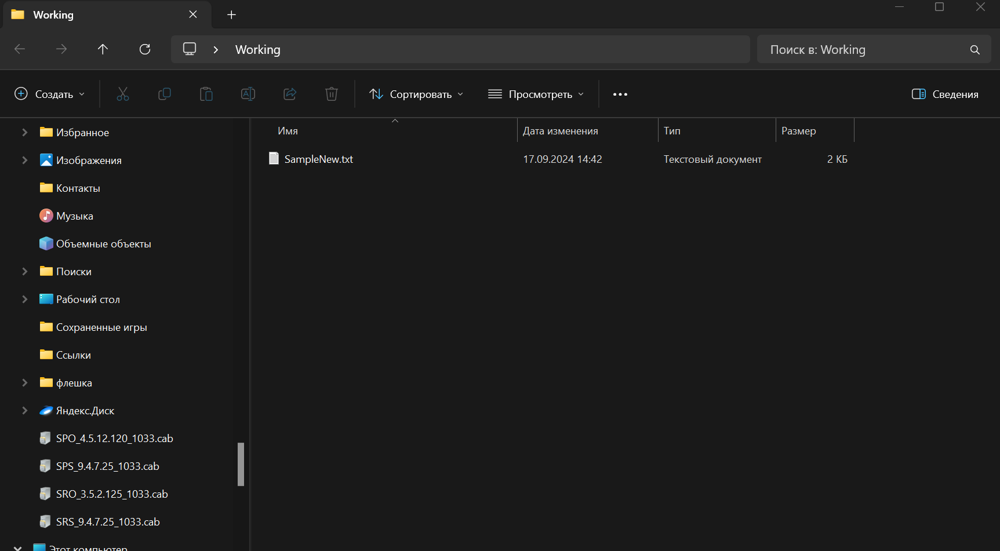 Working
Working
Поиск в: Working
Создать
Сортировать
Просмотреть
Сведения
Имя
Дата изменения
Тип
Размер
SampleNew.txt
17.09.2024 14:42
Текстовый документ
2 КБ
Избранное
Изображения
Контакты
Музыка
Объемные объекты
Поиски
Рабочий стол
Сохраненные игры
Ссылки
флешка
Яндекс.Диск
SPO_4.5.12.120_1033.cab
SPS_9.4.7.25_1033.cab
SRO_3.5.2.125_1033.cab
SRS_9.4.7.25_1033.cab
Этот компьютер